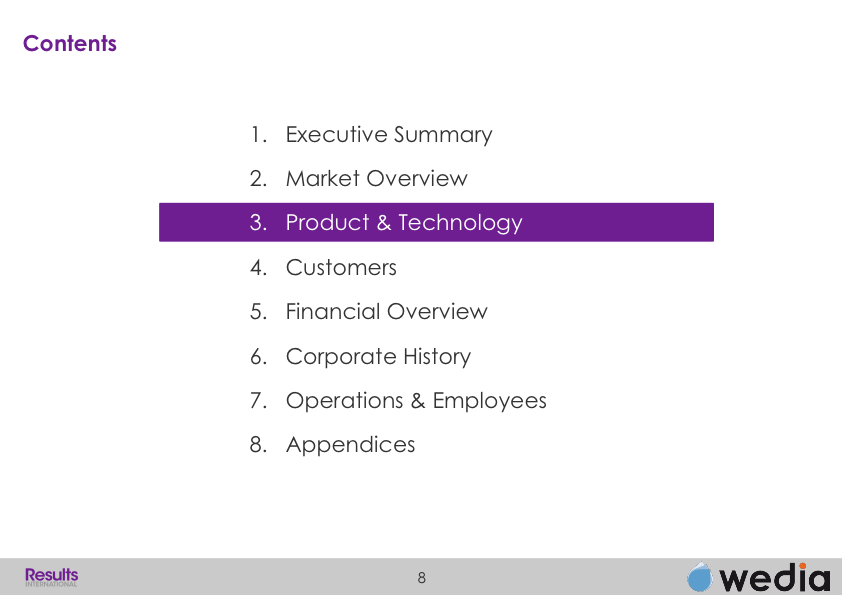 Contents
1. Executive Summary
2. Market Overview
3. Product & Technology
4. Customers
5. Financial Overview
6. Corporate History
7. Operations & Employees
8. Appendices
Results
INTERNATIONAL
8
wedia